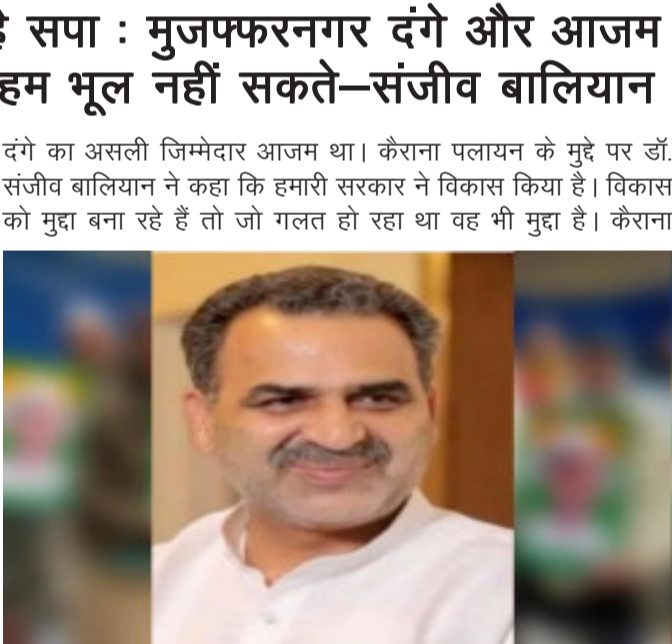 है सपा : मुजफ्फरनगर दंगे और आजम
हम भूल नहीं सकते–संजीव बालियान
दंगे का असली जिम्मेदार आजम था। कैराना पलायन के मुद्दे पर डॉ.
संजीव बालियान ने कहा कि हमारी सरकार ने विकास किया है। विकास
को मुद्दा बना रहे हैं तो जो गलत हो रहा था वह भी मुद्दा है। कैराना